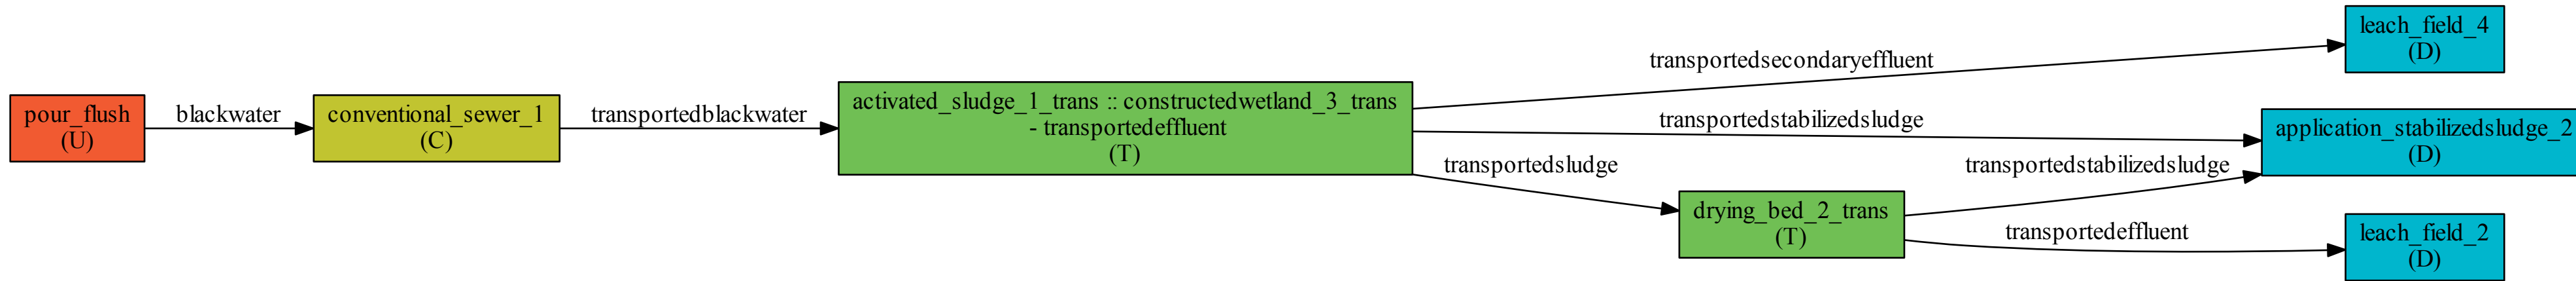 pour_flush
(U)
blackwater
conventional_sewer_1
(C)
transportedblackwater
activated_sludge_1_trans :: constructedwetland_3_trans
- transportedeffluent
(T)
transportedsecondaryeffluent
transportedstabilizedsludge
transportedsludge
drying_bed_2_trans
(T)
transportedstabilizedsludge
transportedeffluent
leach_field_4
(D)
application_stabilizedsludge_2
(D)
leach_field_2
(D)